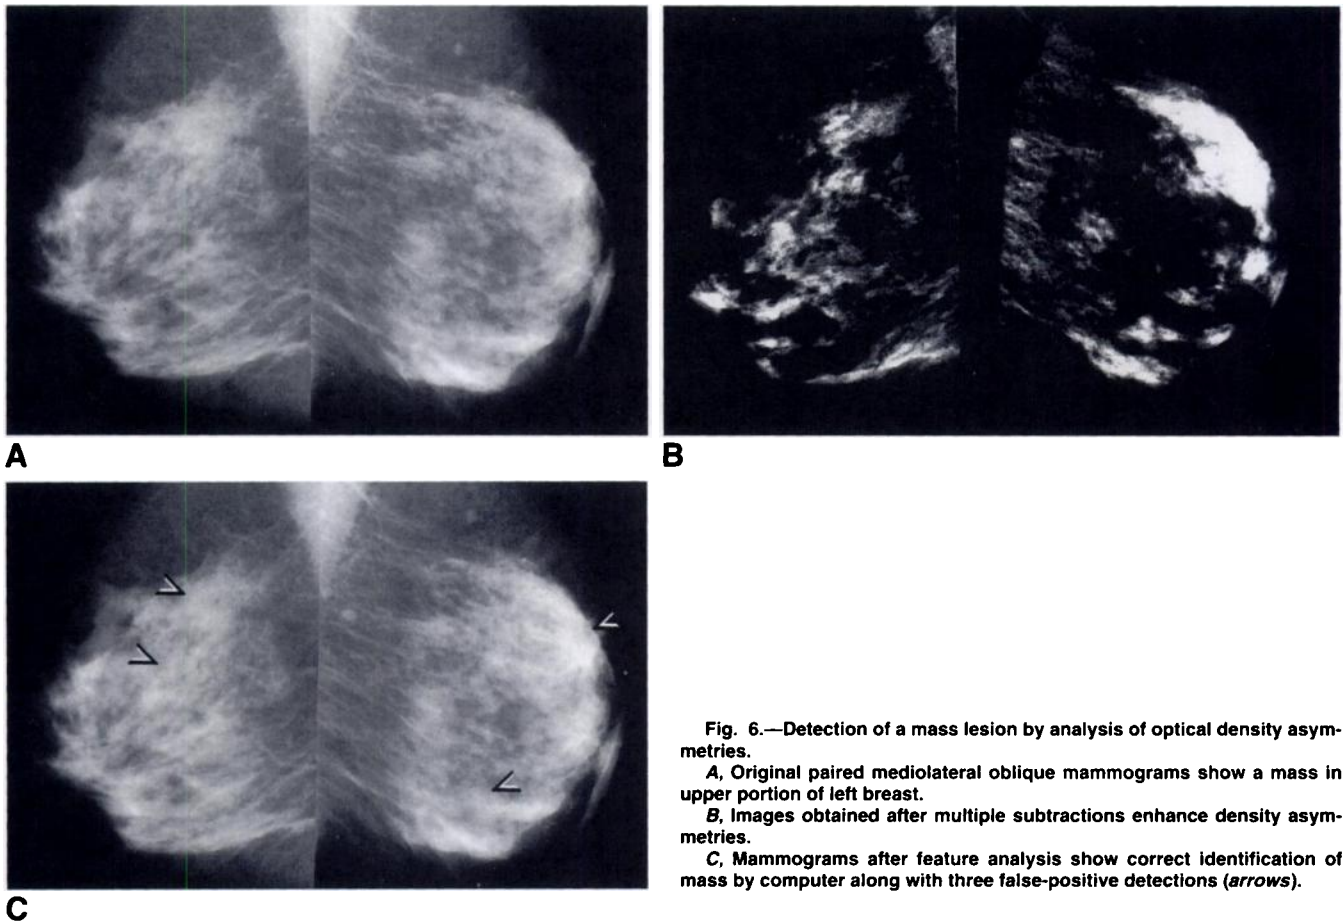 A
B
C
Fig. 6.—Detection of a mass lesion by analysis of optical density asym-
metries.
A, Original paired mediolateral oblique mammograms show a mass in
upper portion of left breast.
B, Images obtained after multiple subtractions enhance density asym-
metries.
C, Mammograms after feature analysis show correct identification of
mass by computer along with three false-positive detections (arrows).